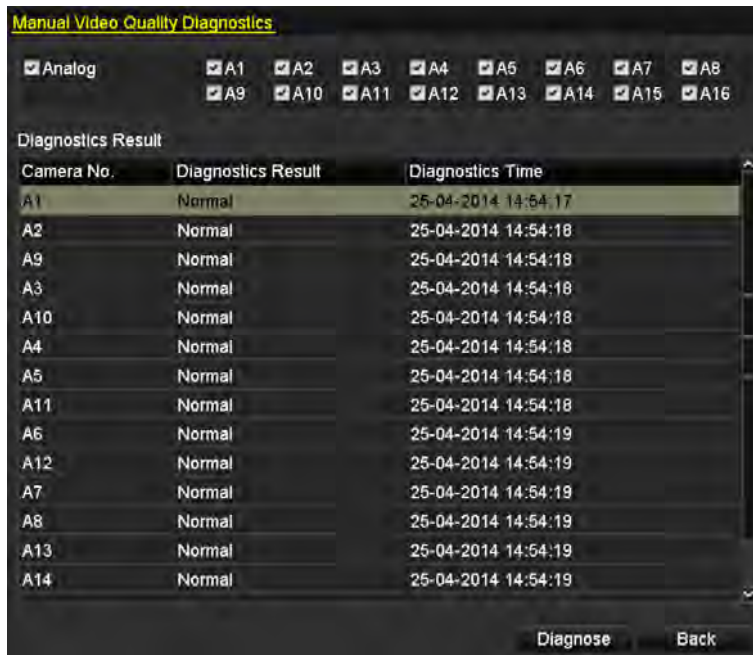 Manual Video Quality Diagnostics
Analog A1 A2 A3 A4 A5 A6 A7 A8
A9 A10 A11 A12 A13 A14 A15 A16
Diagnostics Result
Camera No. Diagnostics Result Diagnostics Time
A1 Normal 25-04-2014 14:54:17
A2 Normal 25-04-2014 14:54:18
A9 Normal 25-04-2014 14:54:18
A3 Normal 25-04-2014 14:54:18
A10 Normal 25-04-2014 14:54:18
A4 Normal 25-04-2014 14:54:18
A5 Normal 25-04-2014 14:54:18
A11 Normal 25-04-2014 14:54:18
A6 Normal 25-04-2014 14:54:19
A12 Normal 25-04-2014 14:54:19
A7 Normal 25-04-2014 14:54:19
A8 Normal 25-04-2014 14:54:19
A13 Normal 25-04-2014 14:54:19
A14 Normal 25-04-2014 14:54:19
Diagnose Back